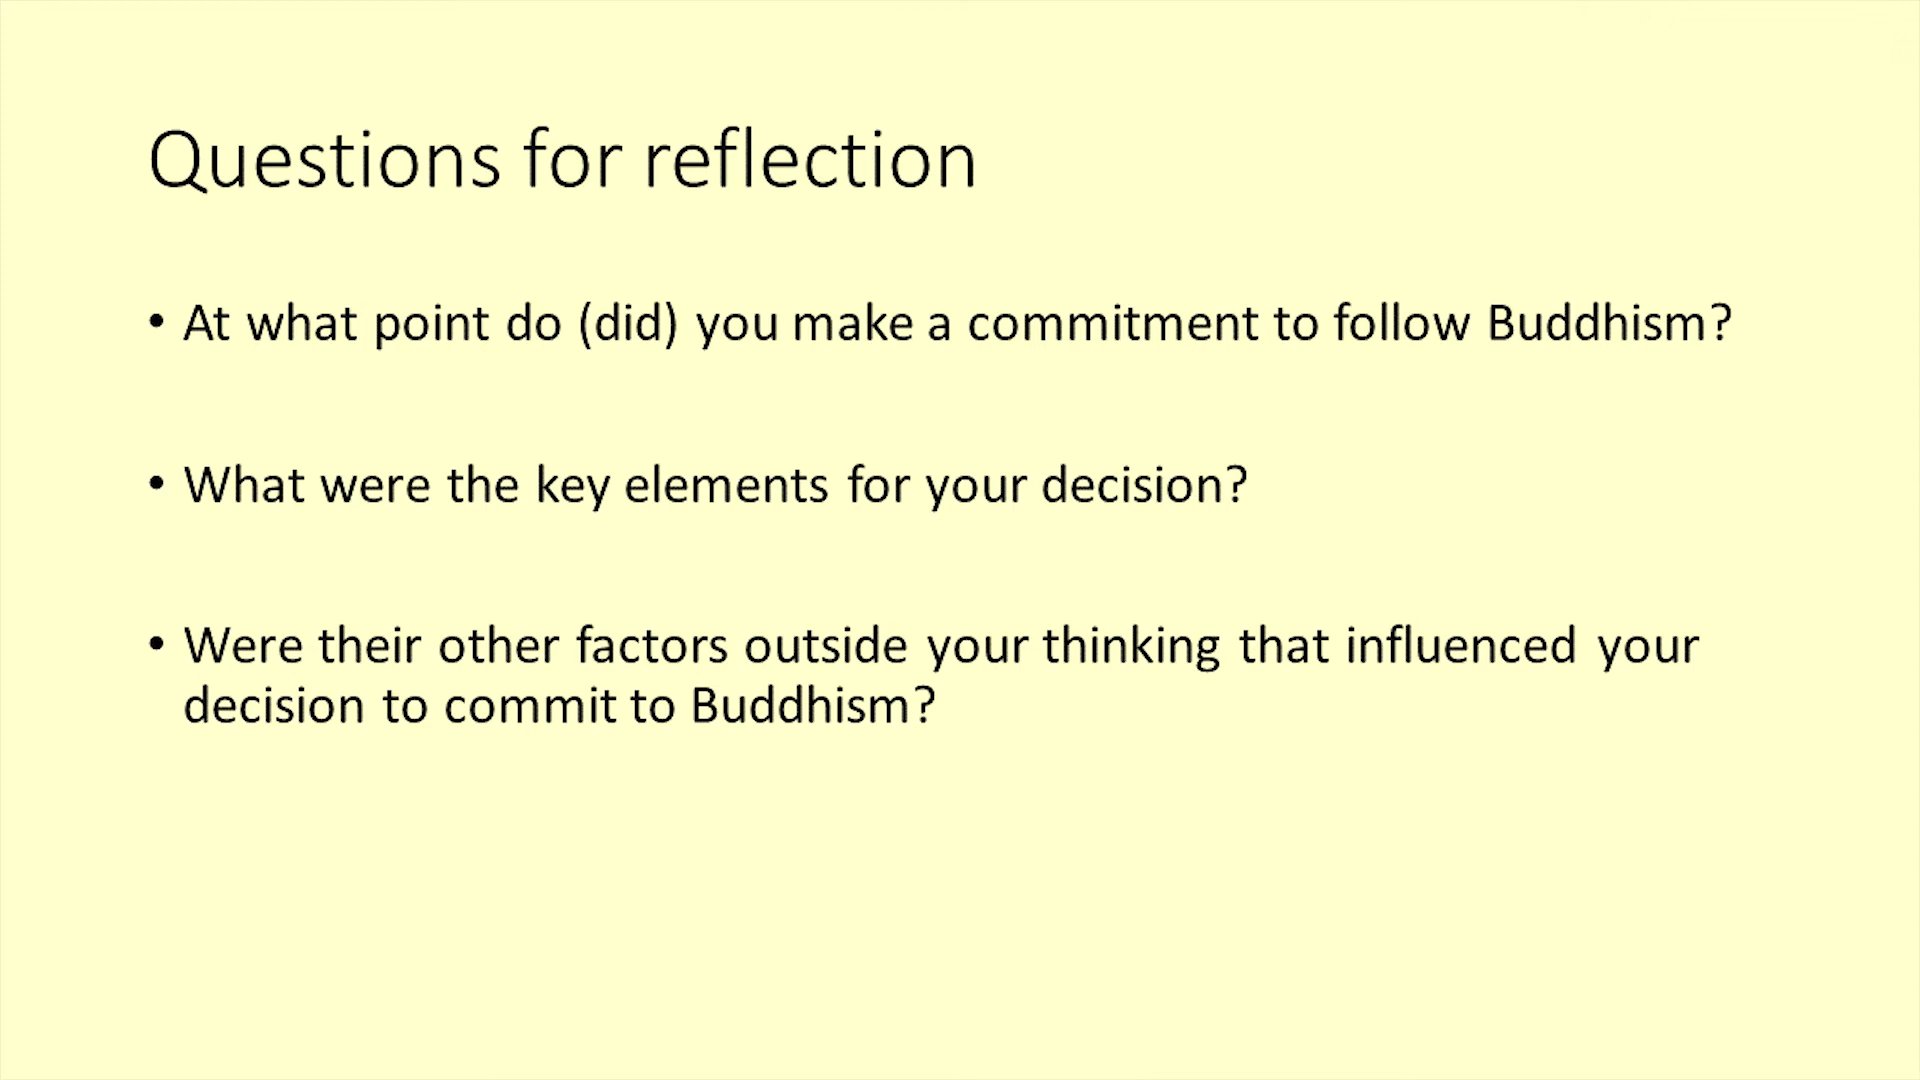 Questions for reflection
• At what point do (did) you make a commitment to follow Buddhism?
• What were the key elements for your decision?
• Were their other factors outside your thinking that influenced your
decision to commit to Buddhism?